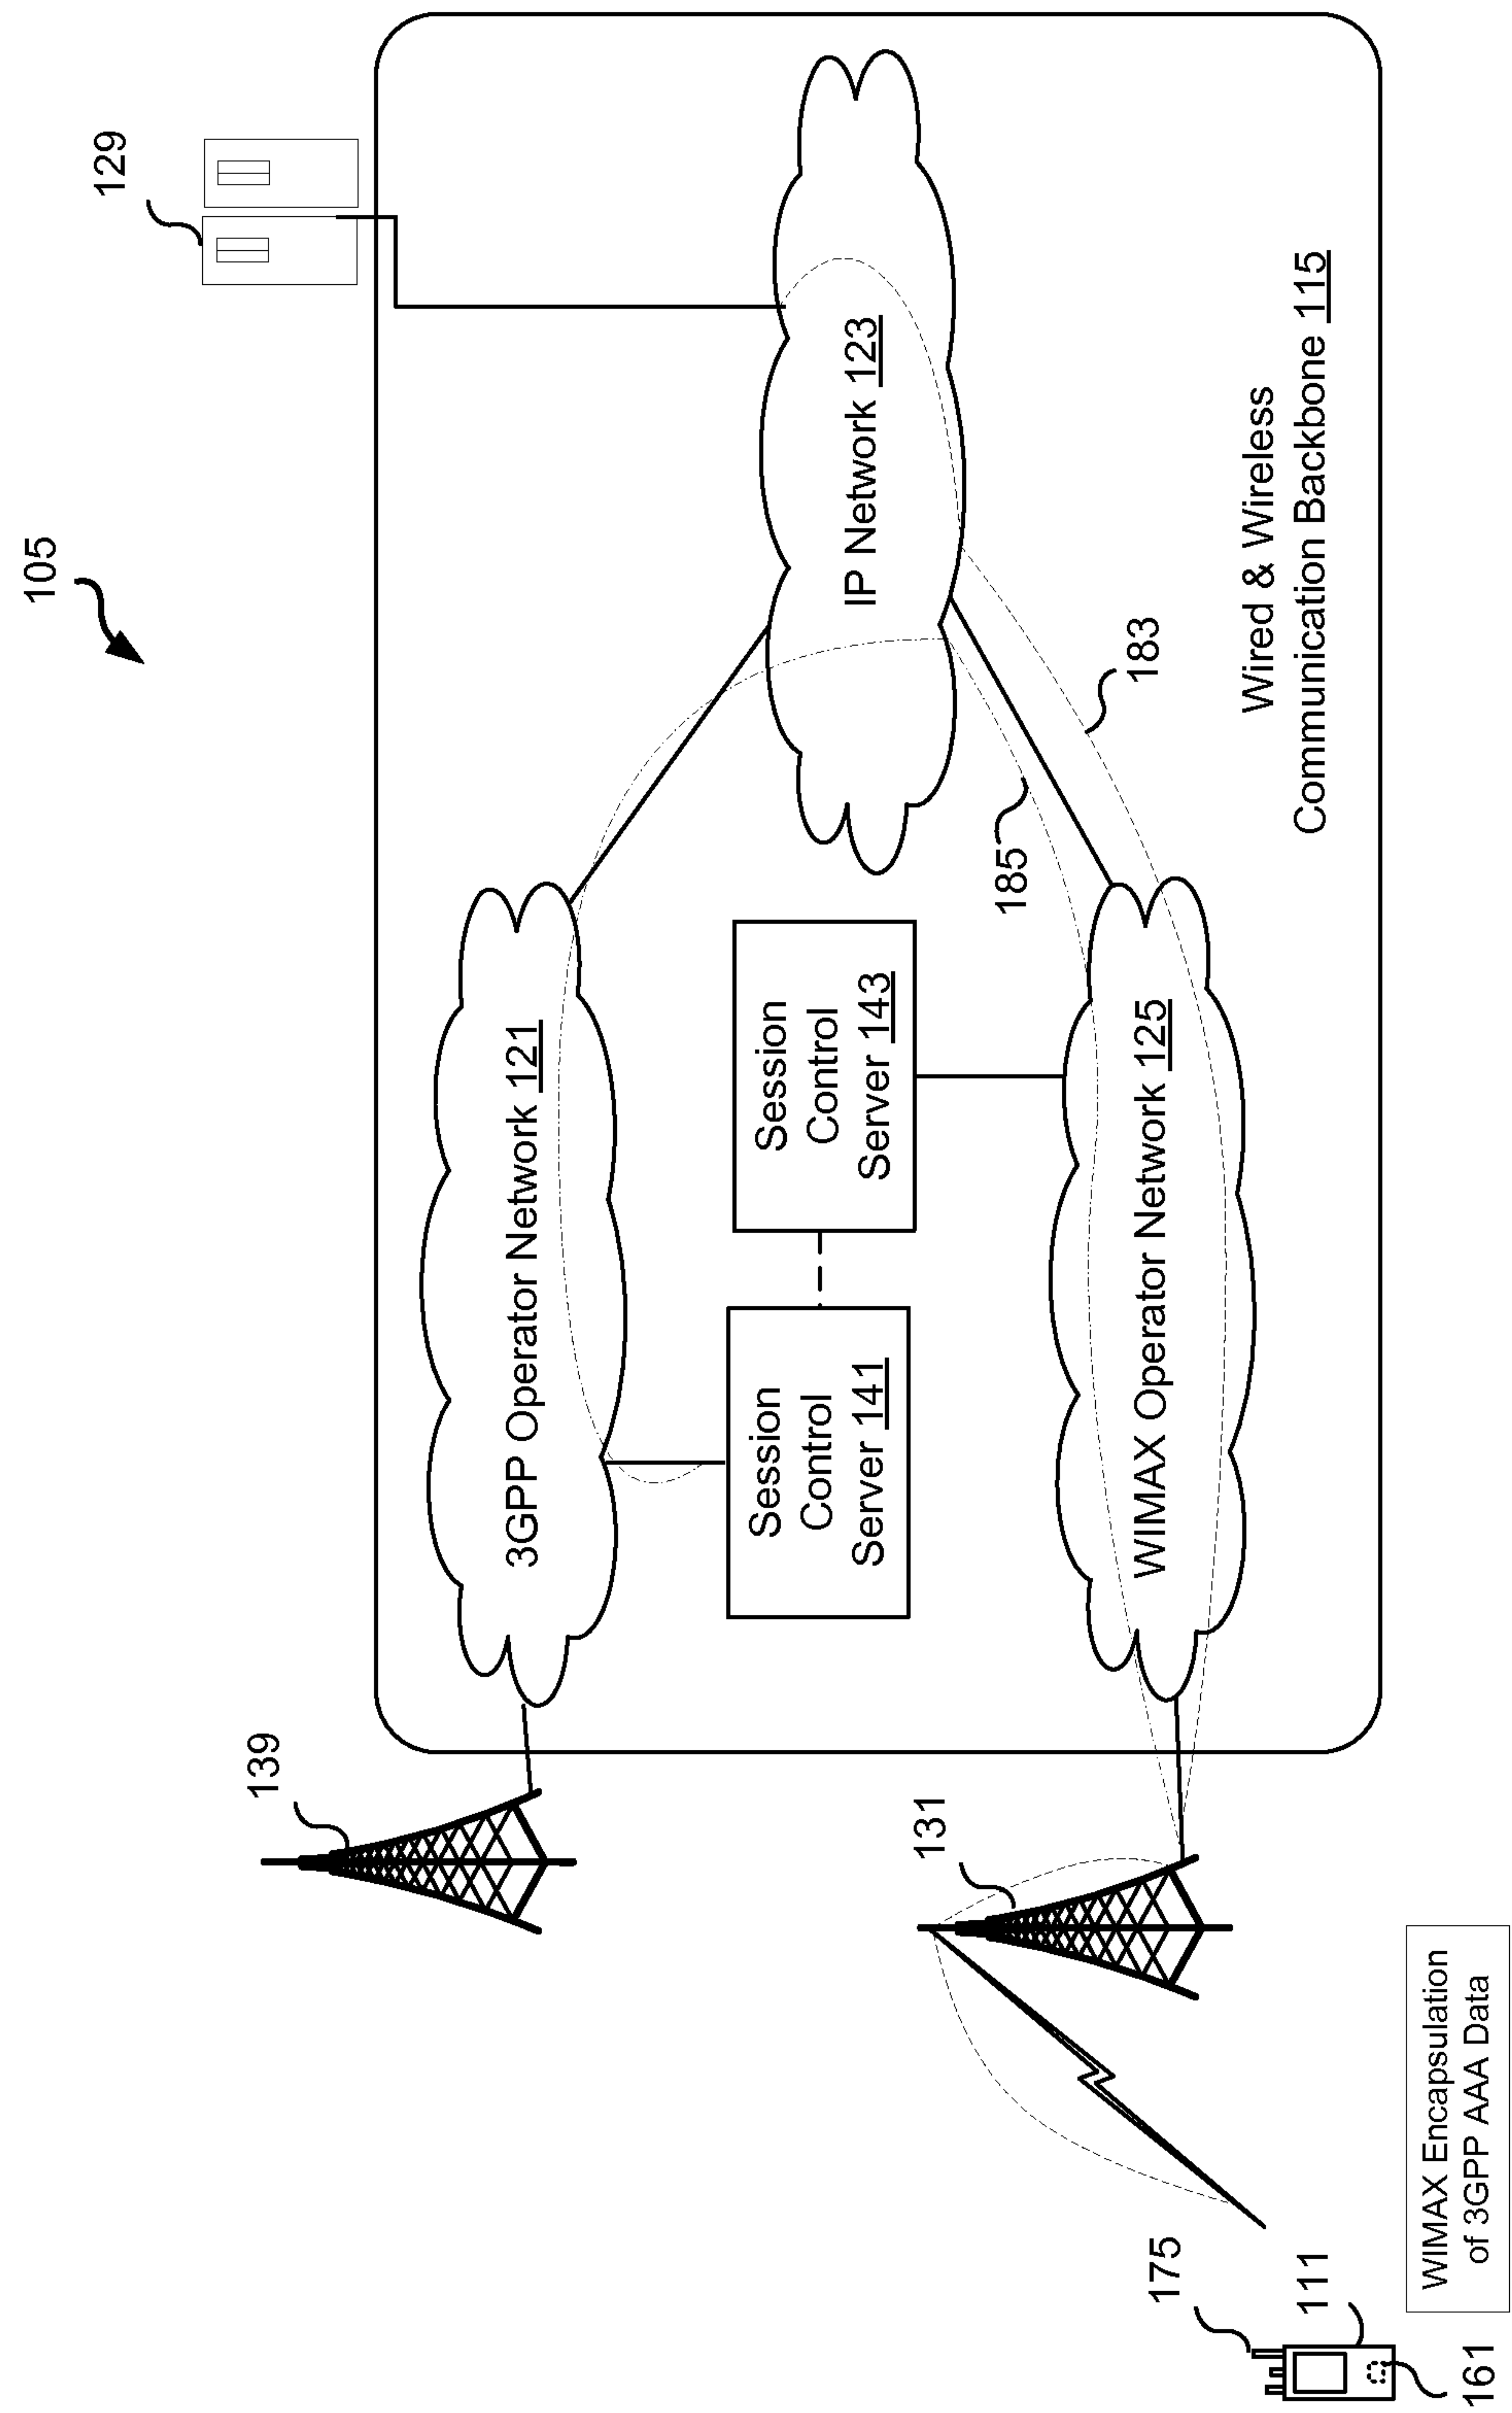 105
129
139
3GPP Operator Network 121
Session
Control
Server 141
Session
Control
Server 143
IP Network 123
131
WIMAX Operator Network 125
185
183
Wired & Wireless
Communication Backbone 115
175
111
161
WIMAX Encapsulation
of 3GPP AAA Data